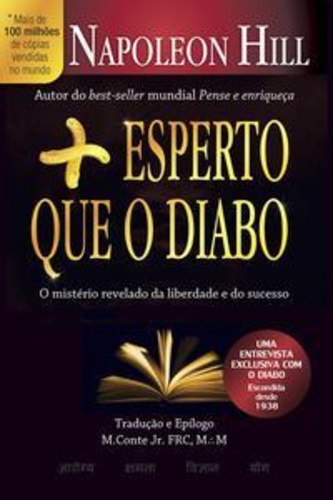 * Mais de
100 milhões
de cópias
vendidas
no mundo
NAPOLEON HILL
Autor do best-seller mundial Pense e enriqueça
+ ESPERTO
QUE O DIABO
O mistério revelado da liberdade e do sucesso
UMA
ENTREVISTA
EXCLUSIVA COM
O DIABO
Escondida
desde
1938
Tradução e Epílogo
M.Conte Jr. FRC, M∴M
आरोग्य क्षमता विज्ञान योग